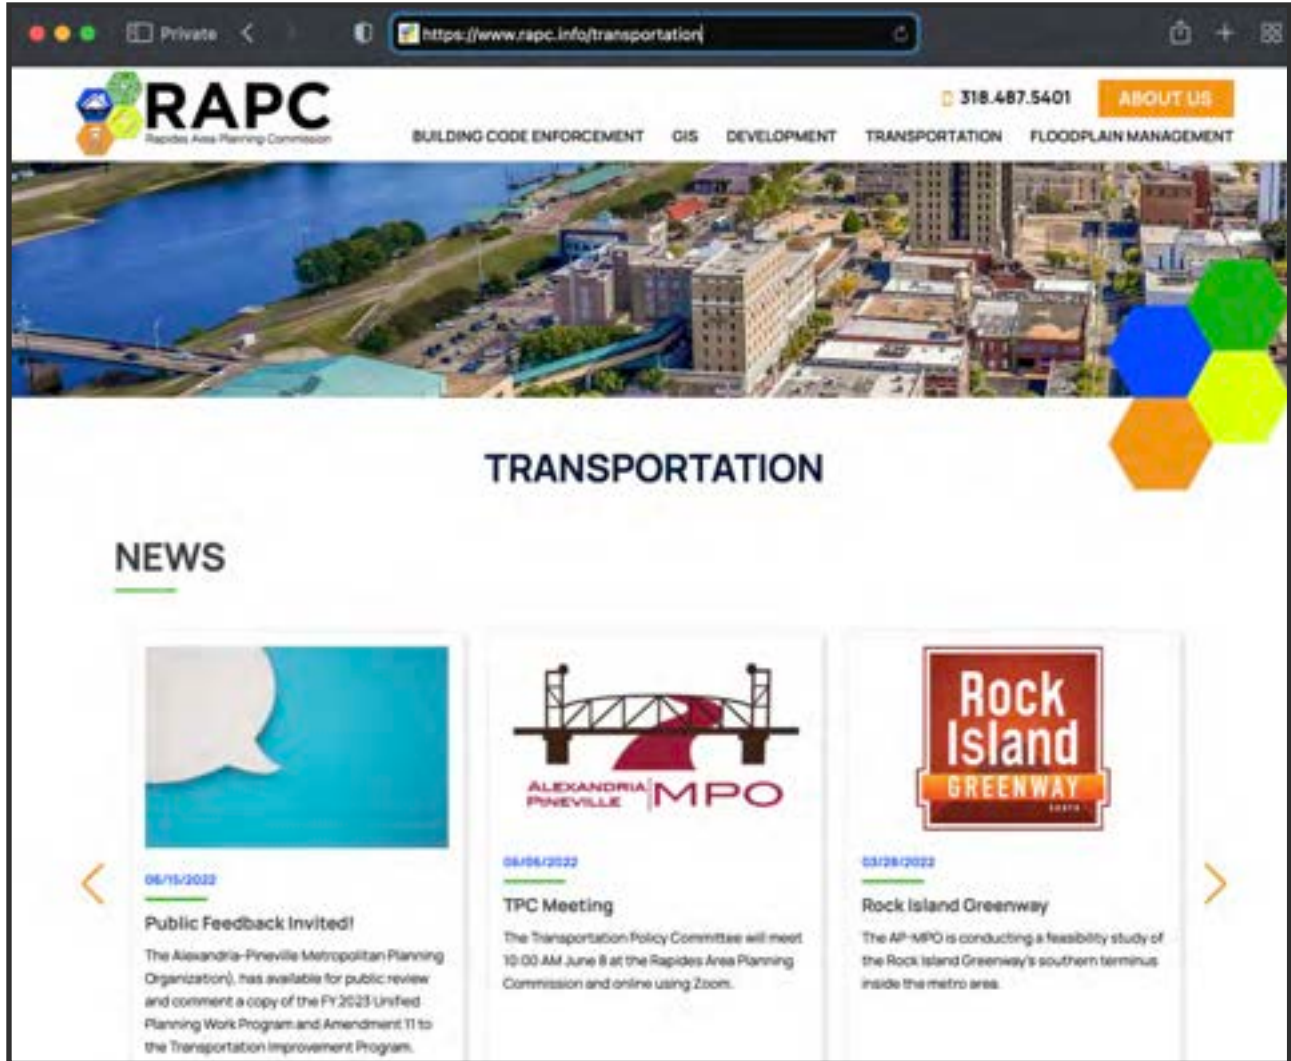 Private
https://www.rapc.info/transportation
RAPC
Rapides Area Planning Commission
318.487.5401
ABOUT US
BUILDING CODE ENFORCEMENT GIS DEVELOPMENT TRANSPORTATION FLOODPLAIN MANAGEMENT
TRANSPORTATION
NEWS
06/15/2022
Public Feedback Invited!
The Alexandria-Pineville Metropolitan Planning
Organization), has available for public review
and comment a copy of the FY 2023 Unified
Planning Work Program and Amendment 11 to
the Transportation Improvement Program.
ALEXANDRIA
PINEVILLE
MPO
06/06/2022
TPC Meeting
The Transportation Policy Committee will meet
10:00 AM June 8 at the Rapides Area Planning
Commission and online using Zoom.
Rock
Island
GREENWAY
SOUTH
03/28/2022
Rock Island Greenway
The AP-MPO is conducting a feasibility study of
the Rock Island Greenway's southern terminus
inside the metro area.